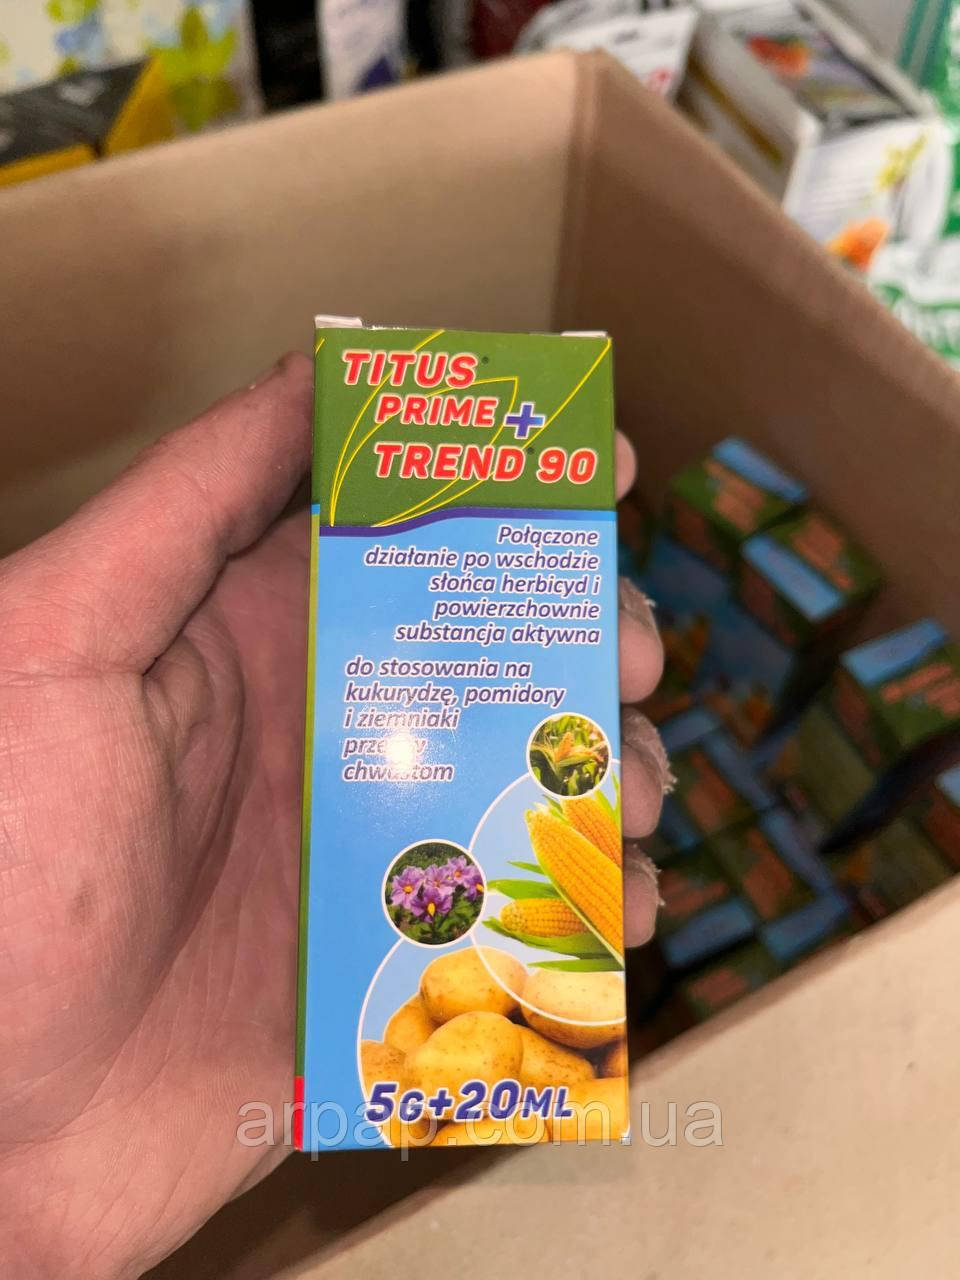 TITUS®
PRIME +
TREND® 90
Połączone
działanie po wschodzie
słońca herbicyd i
powierzchownie
substancja aktywna
do stosowania na
kukurydzę, pomidory
i ziemniaki
chwastom
5G+20ML
arpap.com.ua